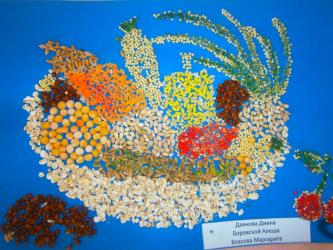 Даянова Диана
Боровской Алеша
Власова Маргарита